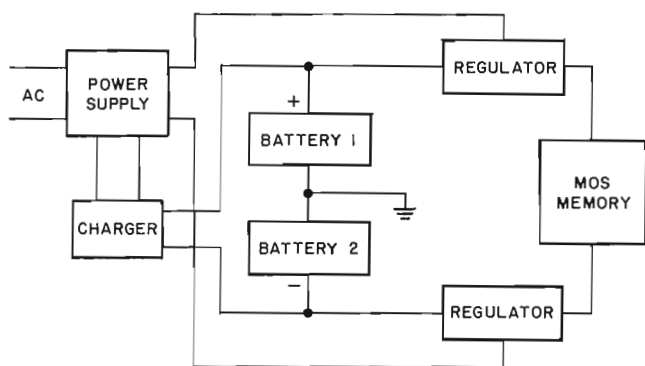 AC
POWER
SUPPLY
REGULATOR
+
BATTERY 1
MOS
MEMORY
CHARGER
BATTERY 2
−
REGULATOR